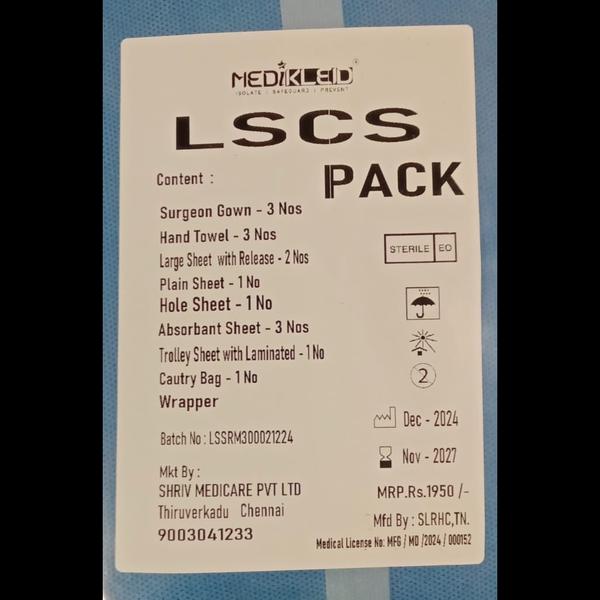 MEDIKLEID
ISOLATE | SAFEGUARD | PREVENT
LSCS
PACK
Content :
Surgeon Gown - 3 Nos
Hand Towel - 3 Nos
Large Sheet with Release - 2 Nos
Plain Sheet - 1 No
Hole Sheet - 1 No
Absorbant Sheet - 3 Nos
Trolley Sheet with Laminated - 1 No
Cautry Bag - 1 No
Wrapper
STERILE EO
2
Dec - 2024
Nov - 2027
Batch No : LSSRM300021224
Mkt By :
SHRIV MEDICARE PVT LTD
Thiruverkadu Chennai
9003041233
MRP.Rs.1950 /-
Mfd By : SLRHC,TN.
Medical License No: MFG / MD /2024 / 000152